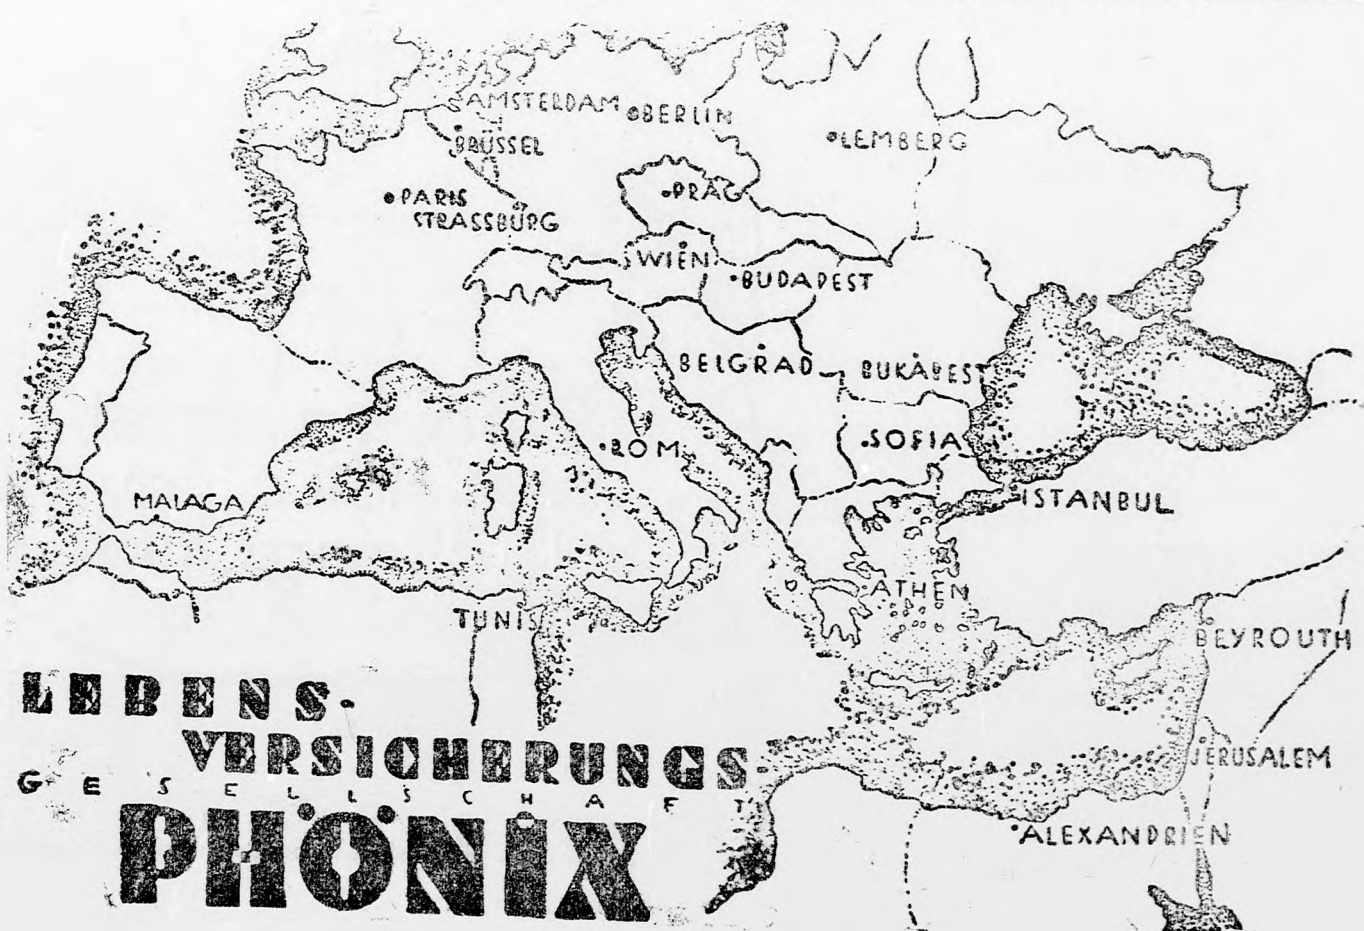 AMSTERDAM
BERLIN
BRÜSSEL
LEMBERG
PARIS
PRAG
STRASSBURG
WIEN
BUDAPEST
BELGRAD
BUKAREST
ROM
SOFIA
MALAGA
ISTANBUL
ATHEN
TUNIS
BEYROUTH
LEBENS-
VERSICHERUNGS-
GESELLSCHAFT
PHÖNIX
JERUSALEM
ALEXANDRIEN